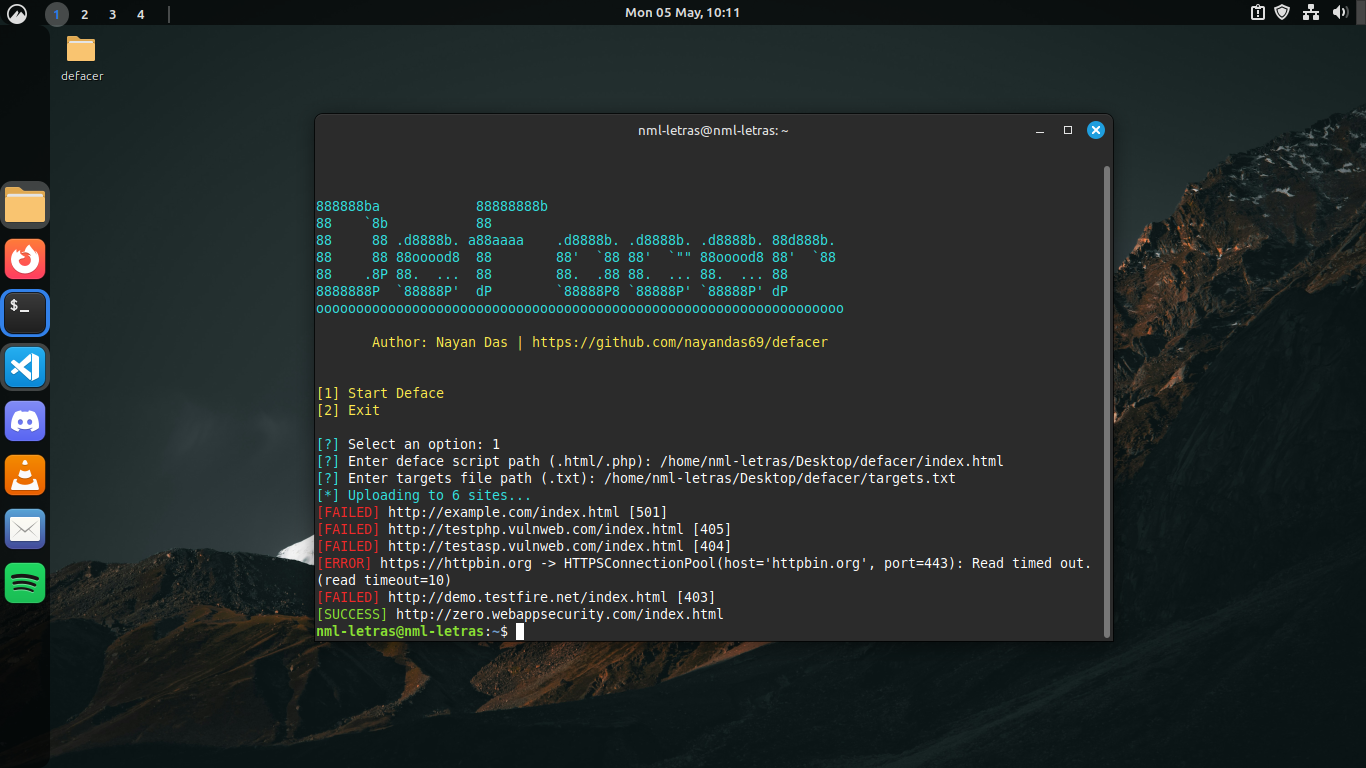 1 2 3 4
Mon 05 May, 10:11
defacer
nml-letras@nml-letras: ~
888888ba            88888888b
88    `8b           88
88     88 .d8888b. a88aaaa    .d8888b. .d8888b. .d8888b. 88d888b.
88     88 88ooood8  88        88'  `88 88'  `"" 88ooood8 88'  `88
88    .8P 88.  ...  88        88.  .88 88.  ... 88.  ... 88
8888888P  `88888P'  dP        `88888P8 `88888P' `88888P' dP
oooooooooooooooooooooooooooooooooooooooooooooooooooooooooooooooooo
Author: Nayan Das | https://github.com/nayandas69/defacer
[1] Start Deface
[2] Exit
[?] Select an option: 1
[?] Enter deface script path (.html/.php): /home/nml-letras/Desktop/defacer/index.html
[?] Enter targets file path (.txt): /home/nml-letras/Desktop/defacer/targets.txt
[*] Uploading to 6 sites...
[FAILED] http://example.com/index.html [501]
[FAILED] http://testphp.vulnweb.com/index.html [405]
[FAILED] http://testasp.vulnweb.com/index.html [404]
[ERROR] https://httpbin.org -> HTTPSConnectionPool(host='httpbin.org', port=443): Read timed out.
(read timeout=10)
[FAILED] http://demo.testfire.net/index.html [403]
[SUCCESS] http://zero.webappsecurity.com/index.html
nml-letras@nml-letras:~$
$_